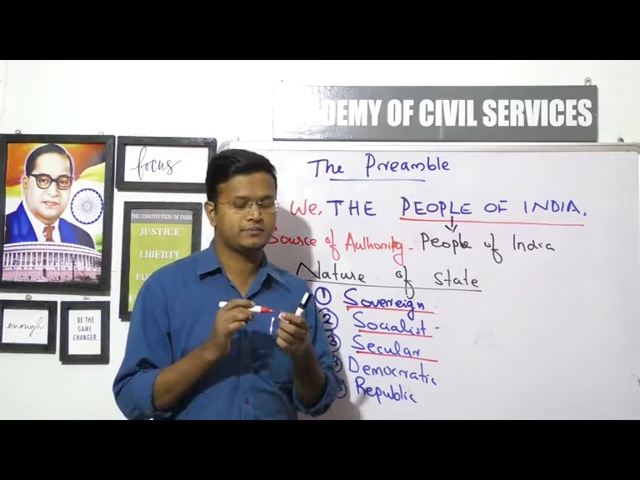 DEMY OF CIVIL SERVICES
focus
THE CONSTITUTION OF INDIA
JUSTICE
LIBERTY
enough
BE THE
GAME
CHANGER.
The Preamble
We, THE PEOPLE OF INDIA,
Source of Authority - People of India
Nature of State
① Sovereign
② Socialist
③ Secular
Democratic
Republic